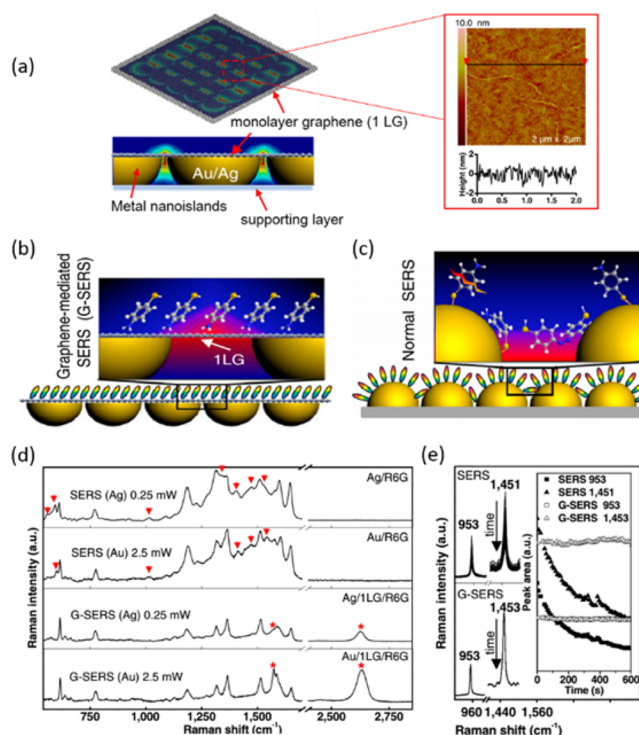 (a)
monolayer graphene (1 LG)
Au/Ag
Metal nanoislands
supporting layer
10.0 nm
2 µm x 2µm
Height (nm)
2
0
-2
0.0 0.5 1.0 1.5 2.0
(b)
Graphene-mediated
SERS (G-SERS)
1LG
(c)
Normal SERS
(d)
Raman intensity (a.u.)
Ag/R6G
SERS (Ag) 0.25 mW
Au/R6G
SERS (Au) 2.5 mW
Ag/1LG/R6G
G-SERS (Ag) 0.25 mW
Au/1LG/R6G
G-SERS (Au) 2.5 mW
750 1,000 1,250 1,500 2,500 2,750
Raman shift (cm⁻¹)
(e)
Raman intensity (a.u.)
SERS
1,451
953
time
G-SERS
1,453
953
time
960 1,440 1,560
Raman shift (cm⁻¹)
SERS 953
SERS 1,451
G-SERS 953
G-SERS 1,453
Peak area (a.u.)
0 200 400 600
Time (s)